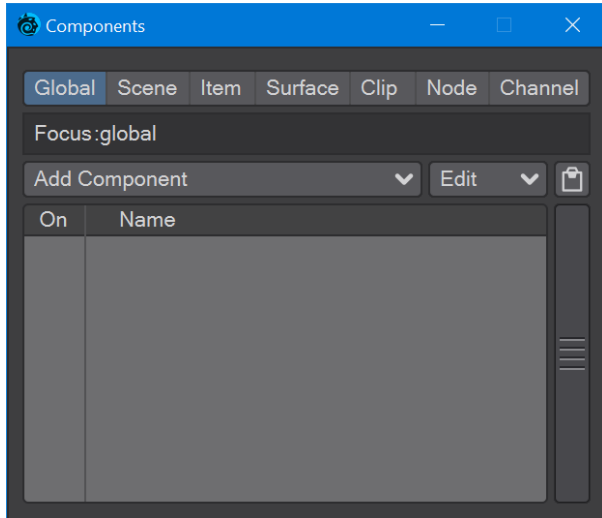 Components
Global Scene Item Surface Clip Node Channel
Focus:global
Add Component Edit
On Name